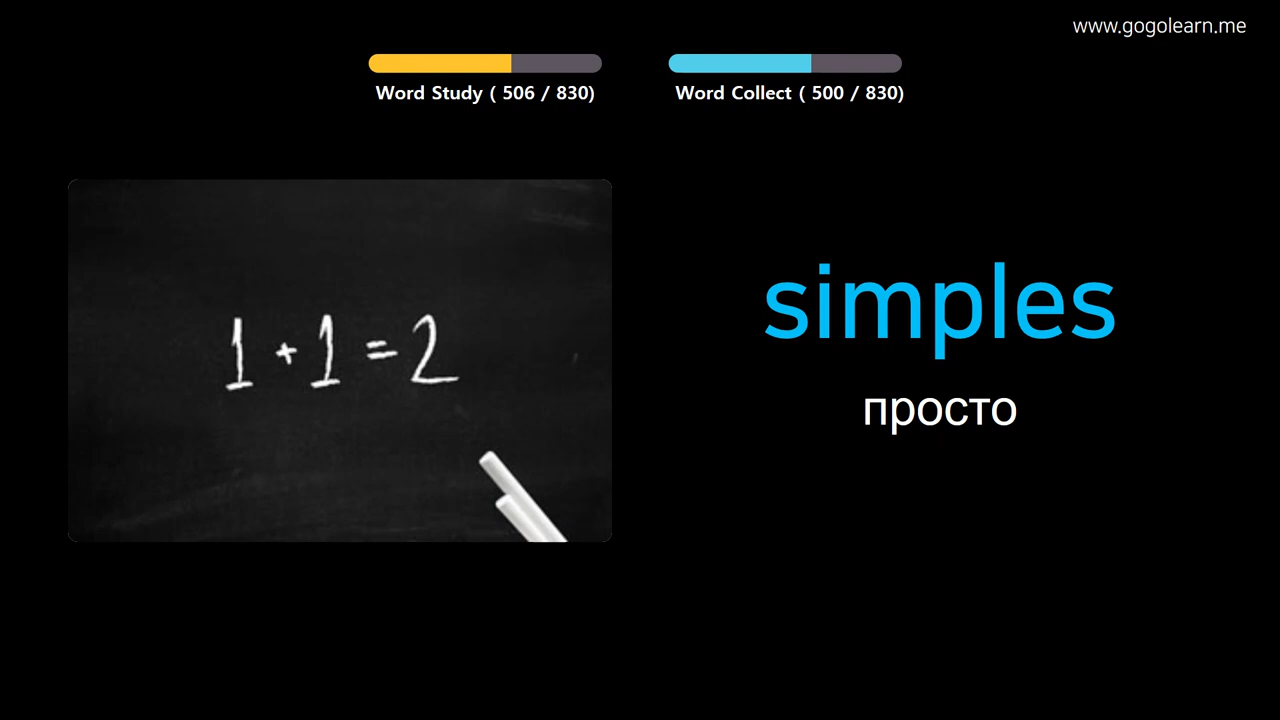 www.gogolearn.me
Word Study ( 506 / 830)
Word Collect ( 500 / 830)
1 + 1 = 2
simples
просто